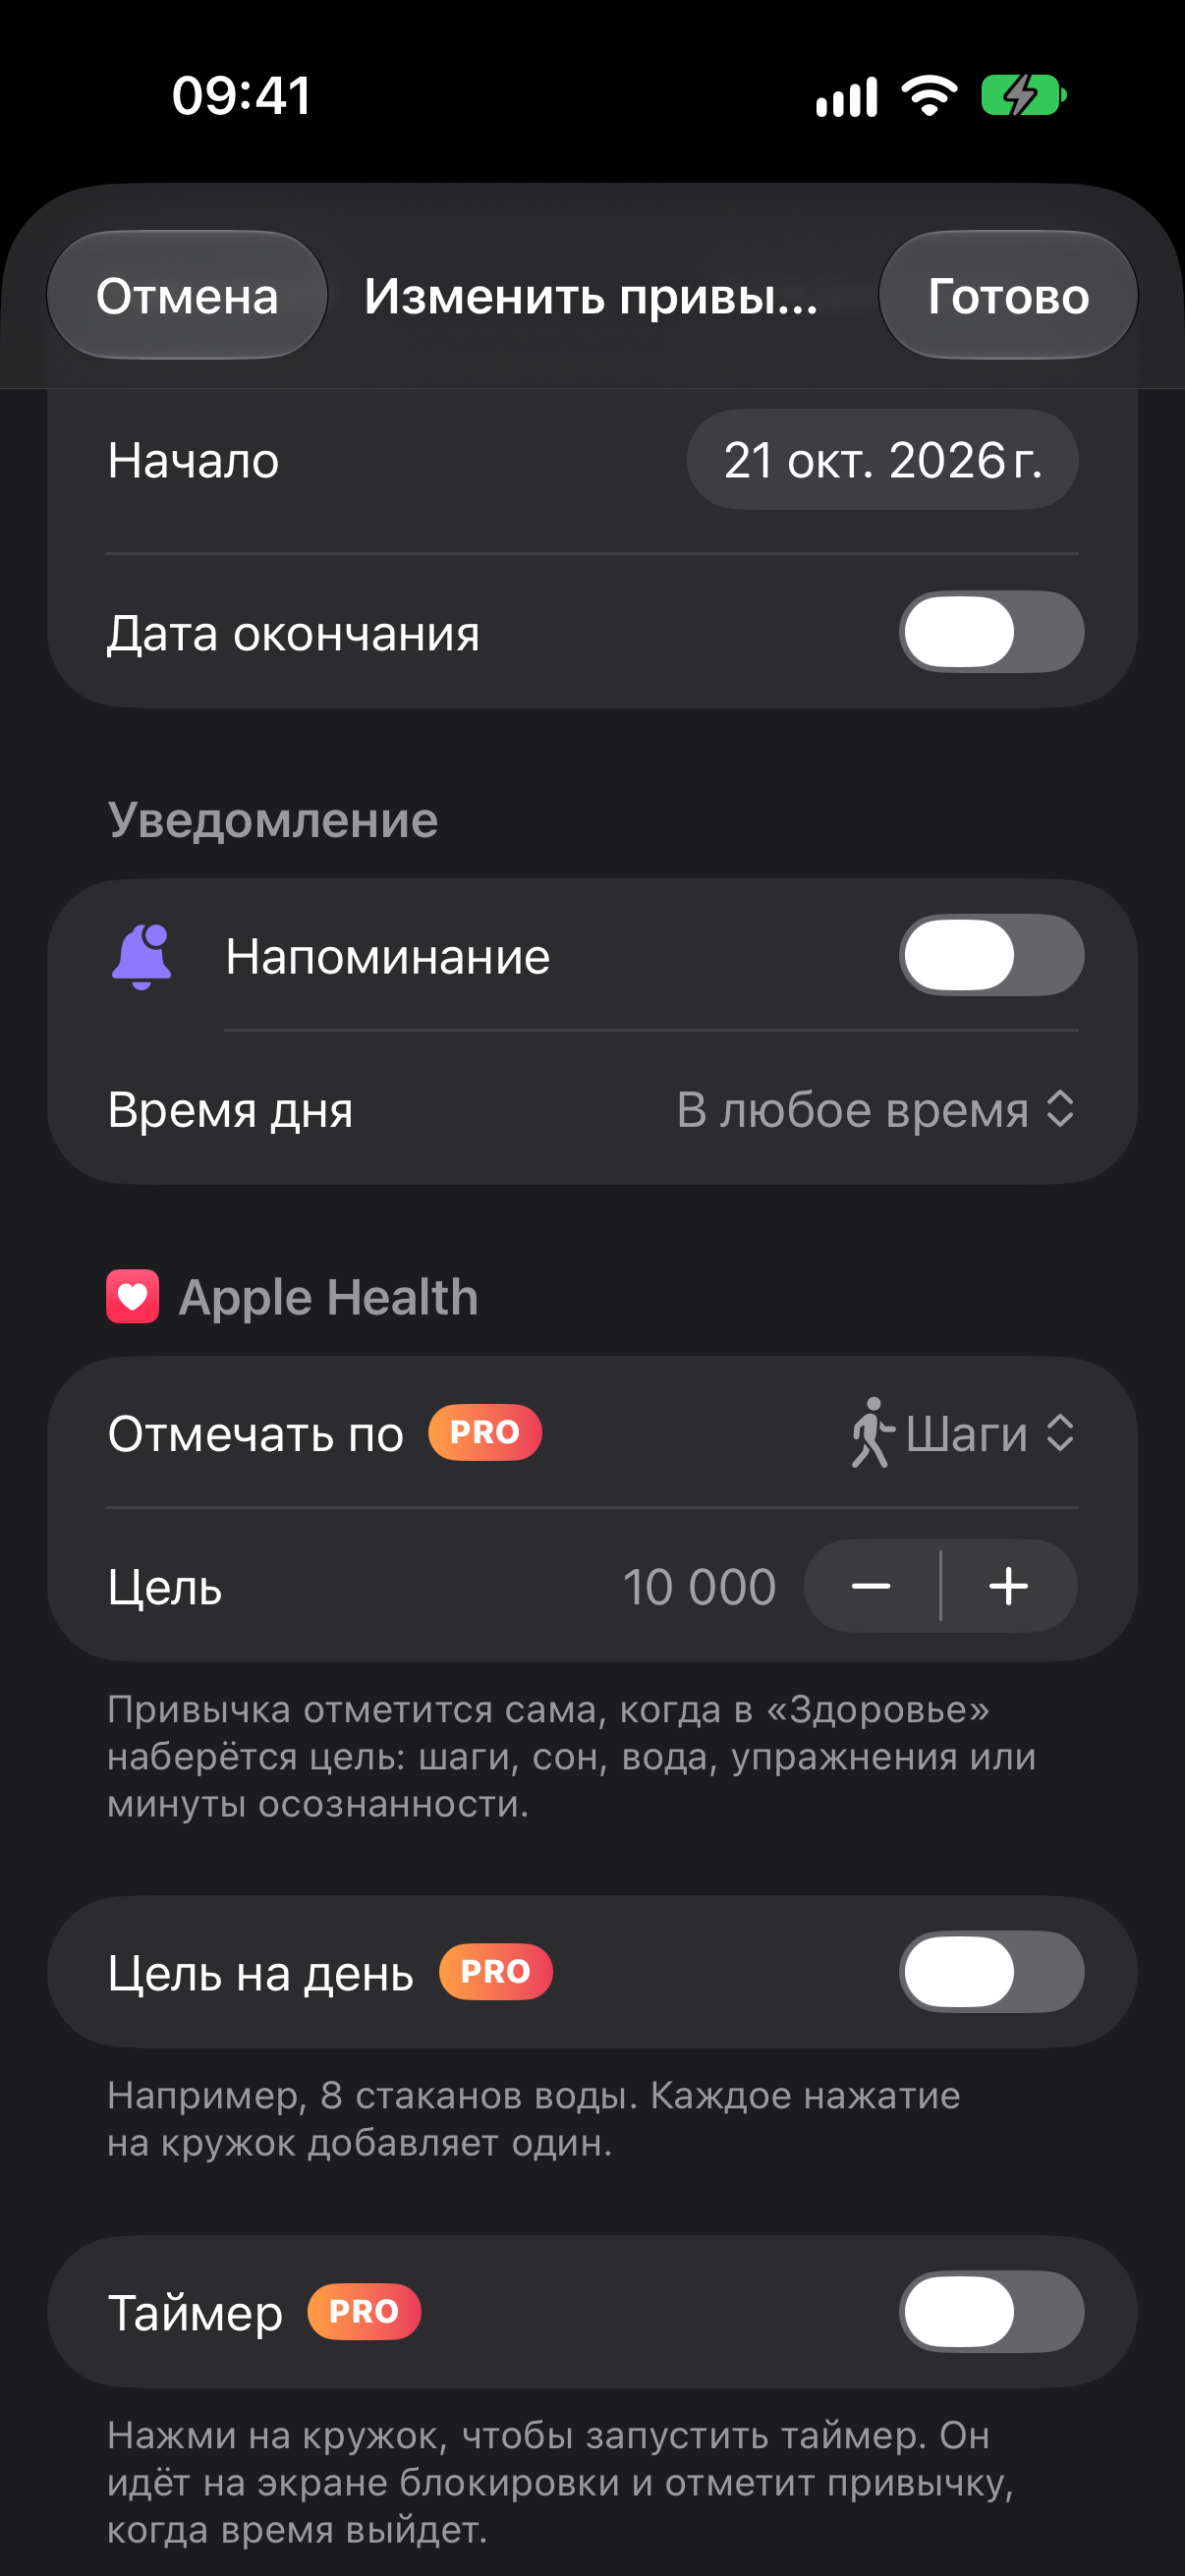 09:41
Отмена
Изменить привы...
Готово
Начало
21 окт. 2026 г.
Дата окончания
Уведомление
Напоминание
Время дня
В любое время
Apple Health
Отмечать по PRO
Шаги
Цель
10 000
Привычка отметится сама, когда в «Здоровье»
наберётся цель: шаги, сон, вода, упражнения или
минуты осознанности.
Цель на день PRO
Например, 8 стаканов воды. Каждое нажатие
на кружок добавляет один.
Таймер PRO
Нажми на кружок, чтобы запустить таймер. Он
идёт на экране блокировки и отметит привычку,
когда время выйдет.